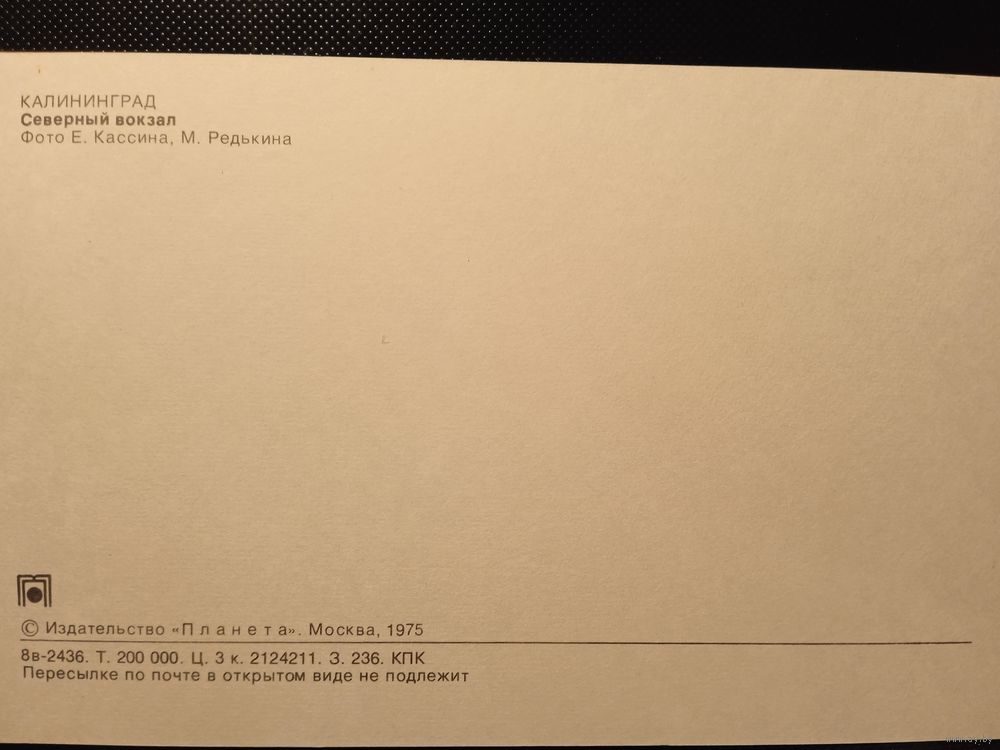 КАЛИНИНГРАД
Северный вокзал
Фото Е. Кассина, М. Редькина
© Издательство «Планета». Москва, 1975
8в-2436. Т. 200 000. Ц. 3 к. 2124211. З. 236. КПК
Пересылке по почте в открытом виде не подлежит